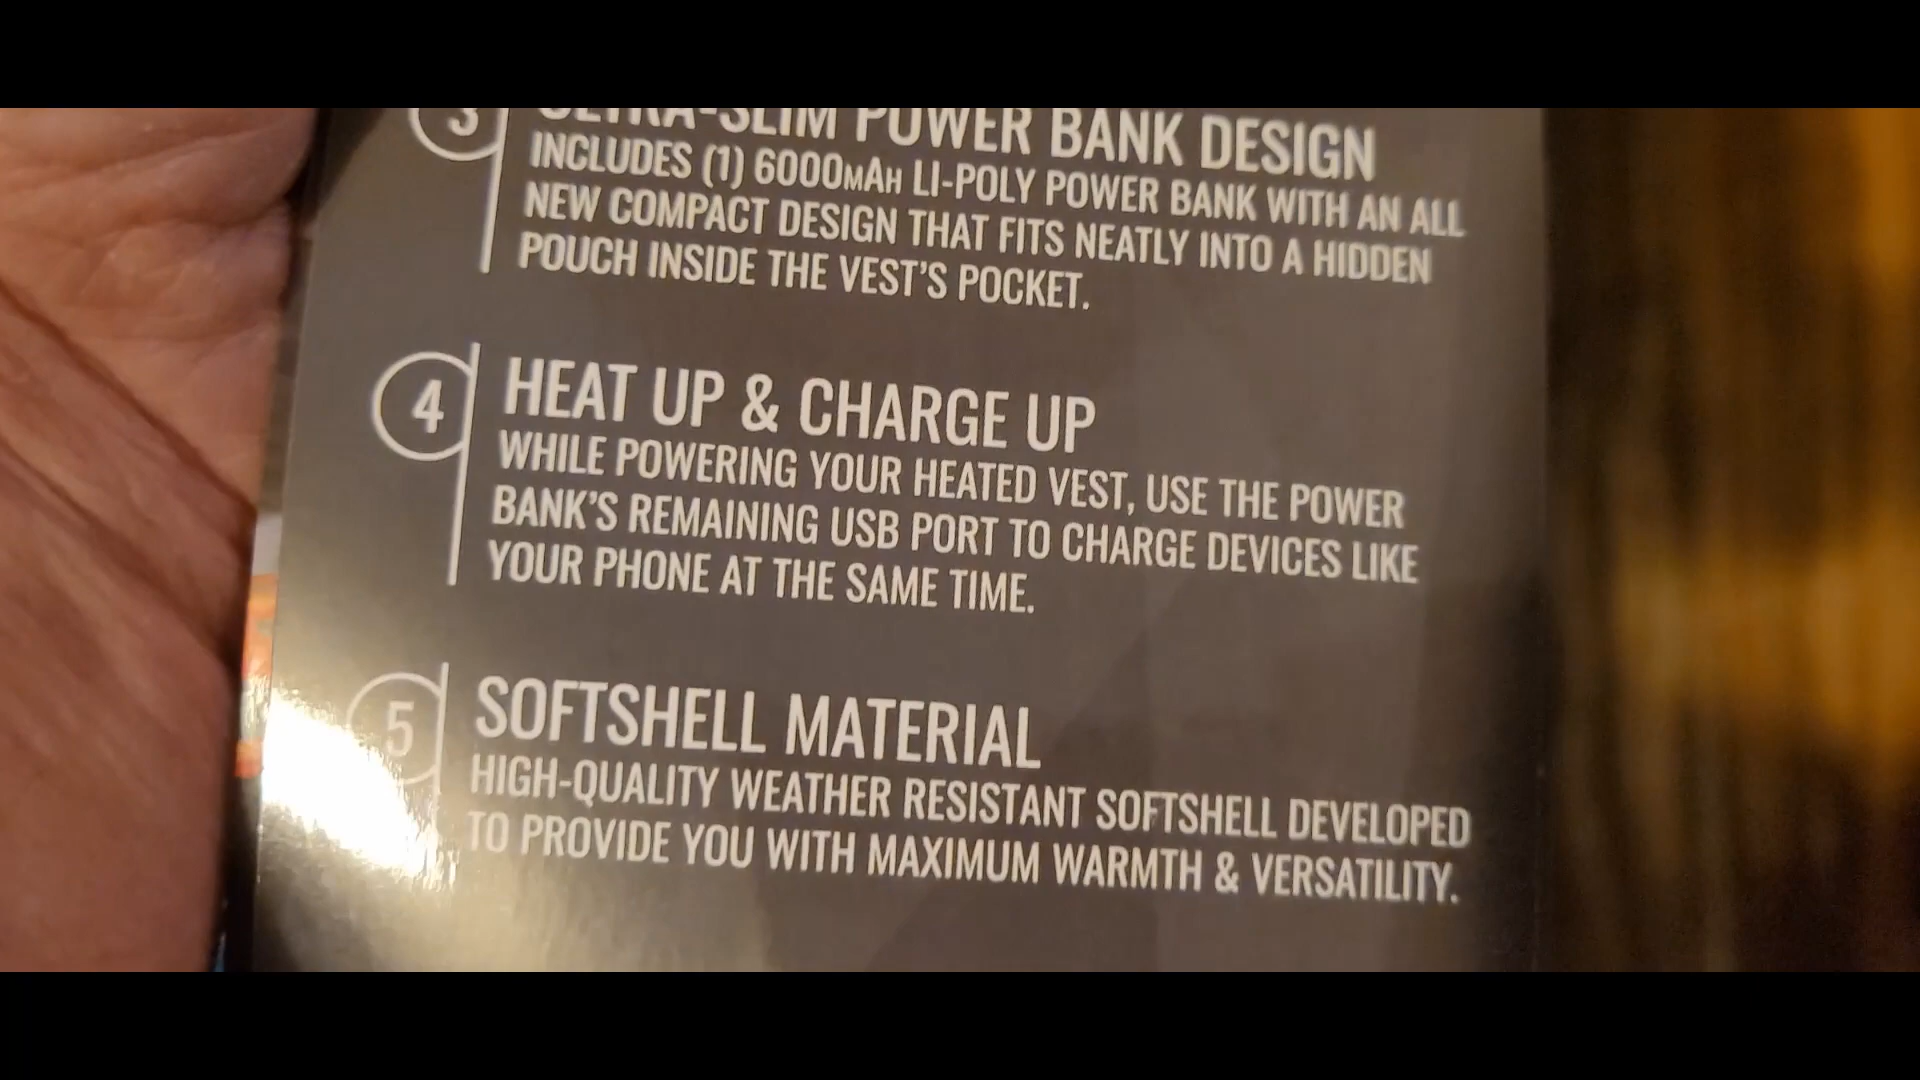 3
ULTRA-SLIM POWER BANK DESIGN
INCLUDES (1) 6000MAH LI-POLY POWER BANK WITH AN ALL
NEW COMPACT DESIGN THAT FITS NEATLY INTO A HIDDEN
POUCH INSIDE THE VEST'S POCKET.
4
HEAT UP & CHARGE UP
WHILE POWERING YOUR HEATED VEST, USE THE POWER
BANK'S REMAINING USB PORT TO CHARGE DEVICES LIKE
YOUR PHONE AT THE SAME TIME.
5
SOFTSHELL MATERIAL
HIGH-QUALITY WEATHER RESISTANT SOFTSHELL DEVELOPED
TO PROVIDE YOU WITH MAXIMUM WARMTH & VERSATILITY.